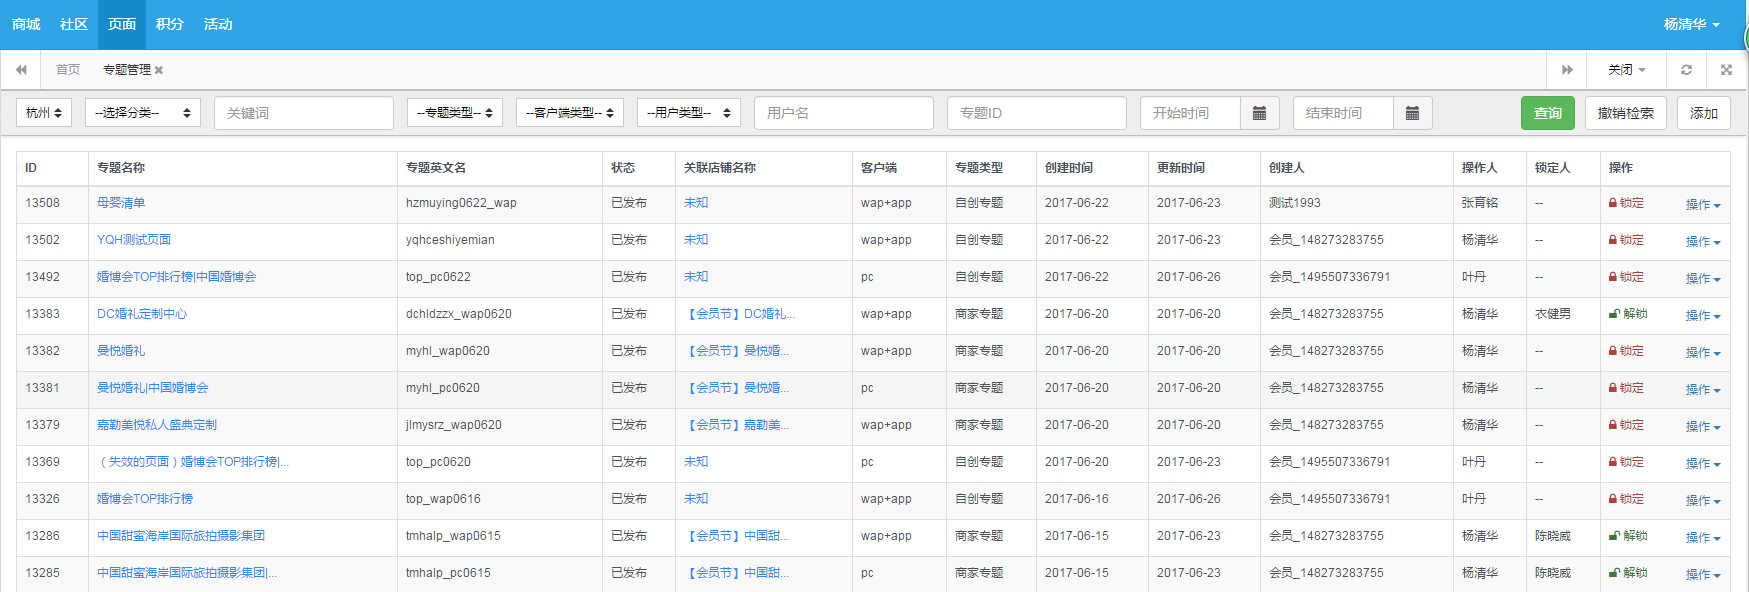 商城 社区 页面 积分 活动 杨清华
首页 专题管理 关闭
杭州 --选择分类-- 关键词 --专题类型-- --客户端类型-- --用户类型-- 用户名 专题ID 开始时间 结束时间 查询 撤销检索 添加
ID 专题名称 专题英文名 状态 关联店铺名称 客户端 专题类型 创建时间 更新时间 创建人 操作人 锁定人 操作
13508 母婴清单 hzmuying0622_wap 已发布 未知 wap+app 自创专题 2017-06-22 2017-06-23 测试1993 张育铭 -- 锁定 操作
13502 YQH测试页面 yqhceshiyemian 已发布 未知 wap+app 自创专题 2017-06-22 2017-06-23 会员_148273283755 杨清华 -- 锁定 操作
13492 婚博会TOP排行榜|中国婚博会 top_pc0622 已发布 未知 pc 自创专题 2017-06-22 2017-06-26 会员_1495507336791 叶丹 -- 锁定 操作
13383 DC婚礼定制中心 dchldzzx_wap0620 已发布 【会员节】DC婚礼... wap+app 商家专题 2017-06-20 2017-06-20 会员_148273283755 杨清华 衣健男 解锁 操作
13382 曼悦婚礼 myhl_wap0620 已发布 【会员节】曼悦婚... wap+app 商家专题 2017-06-20 2017-06-20 会员_148273283755 杨清华 -- 锁定 操作
13381 曼悦婚礼|中国婚博会 myhl_pc0620 已发布 【会员节】曼悦婚... pc 商家专题 2017-06-20 2017-06-20 会员_148273283755 杨清华 -- 锁定 操作
13379 嘉勒美悦私人盛典定制 jlmysrz_wap0620 已发布 【会员节】嘉勒美... wap+app 商家专题 2017-06-20 2017-06-20 会员_148273283755 杨清华 -- 锁定 操作
13369 （失效的页面）婚博会TOP排行榜|... top_pc0620 已发布 未知 pc 自创专题 2017-06-20 2017-06-23 会员_1495507336791 叶丹 -- 锁定 操作
13326 婚博会TOP排行榜 top_wap0616 已发布 未知 wap+app 自创专题 2017-06-16 2017-06-26 会员_1495507336791 叶丹 -- 锁定 操作
13286 中国甜蜜海岸国际旅拍摄影集团 tmhalp_wap0615 已发布 【会员节】中国甜... wap+app 商家专题 2017-06-15 2017-06-23 会员_148273283755 杨清华 陈晓威 解锁 操作
13285 中国甜蜜海岸国际旅拍摄影集团|... tmhalp_pc0615 已发布 【会员节】中国甜... pc 商家专题 2017-06-15 2017-06-23 会员_148273283755 杨清华 陈晓威 解锁 操作